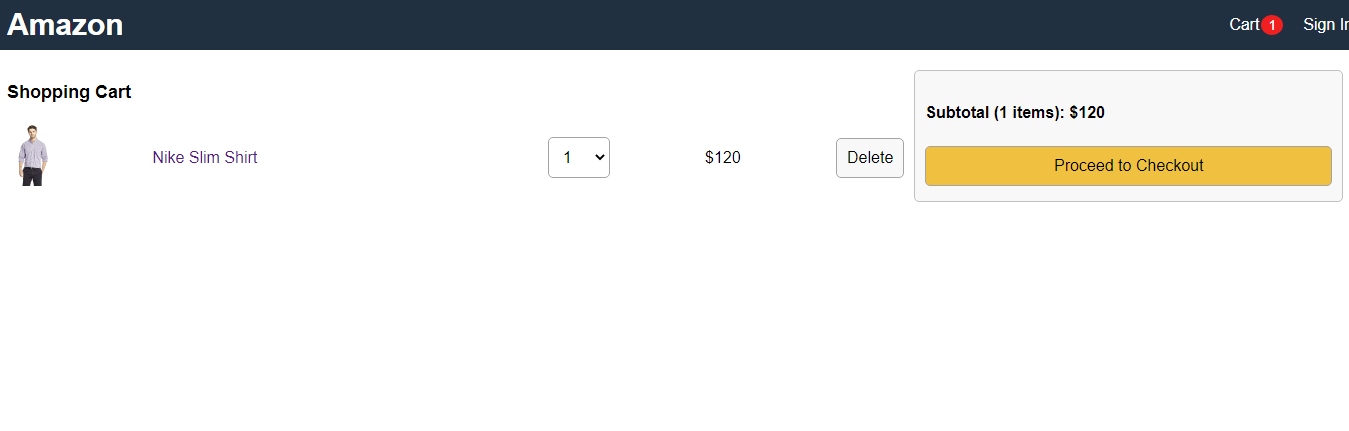 Amazon
Cart 1
Sign In
Shopping Cart
Nike Slim Shirt
1
$120
Delete
Subtotal (1 items): $120
Proceed to Checkout